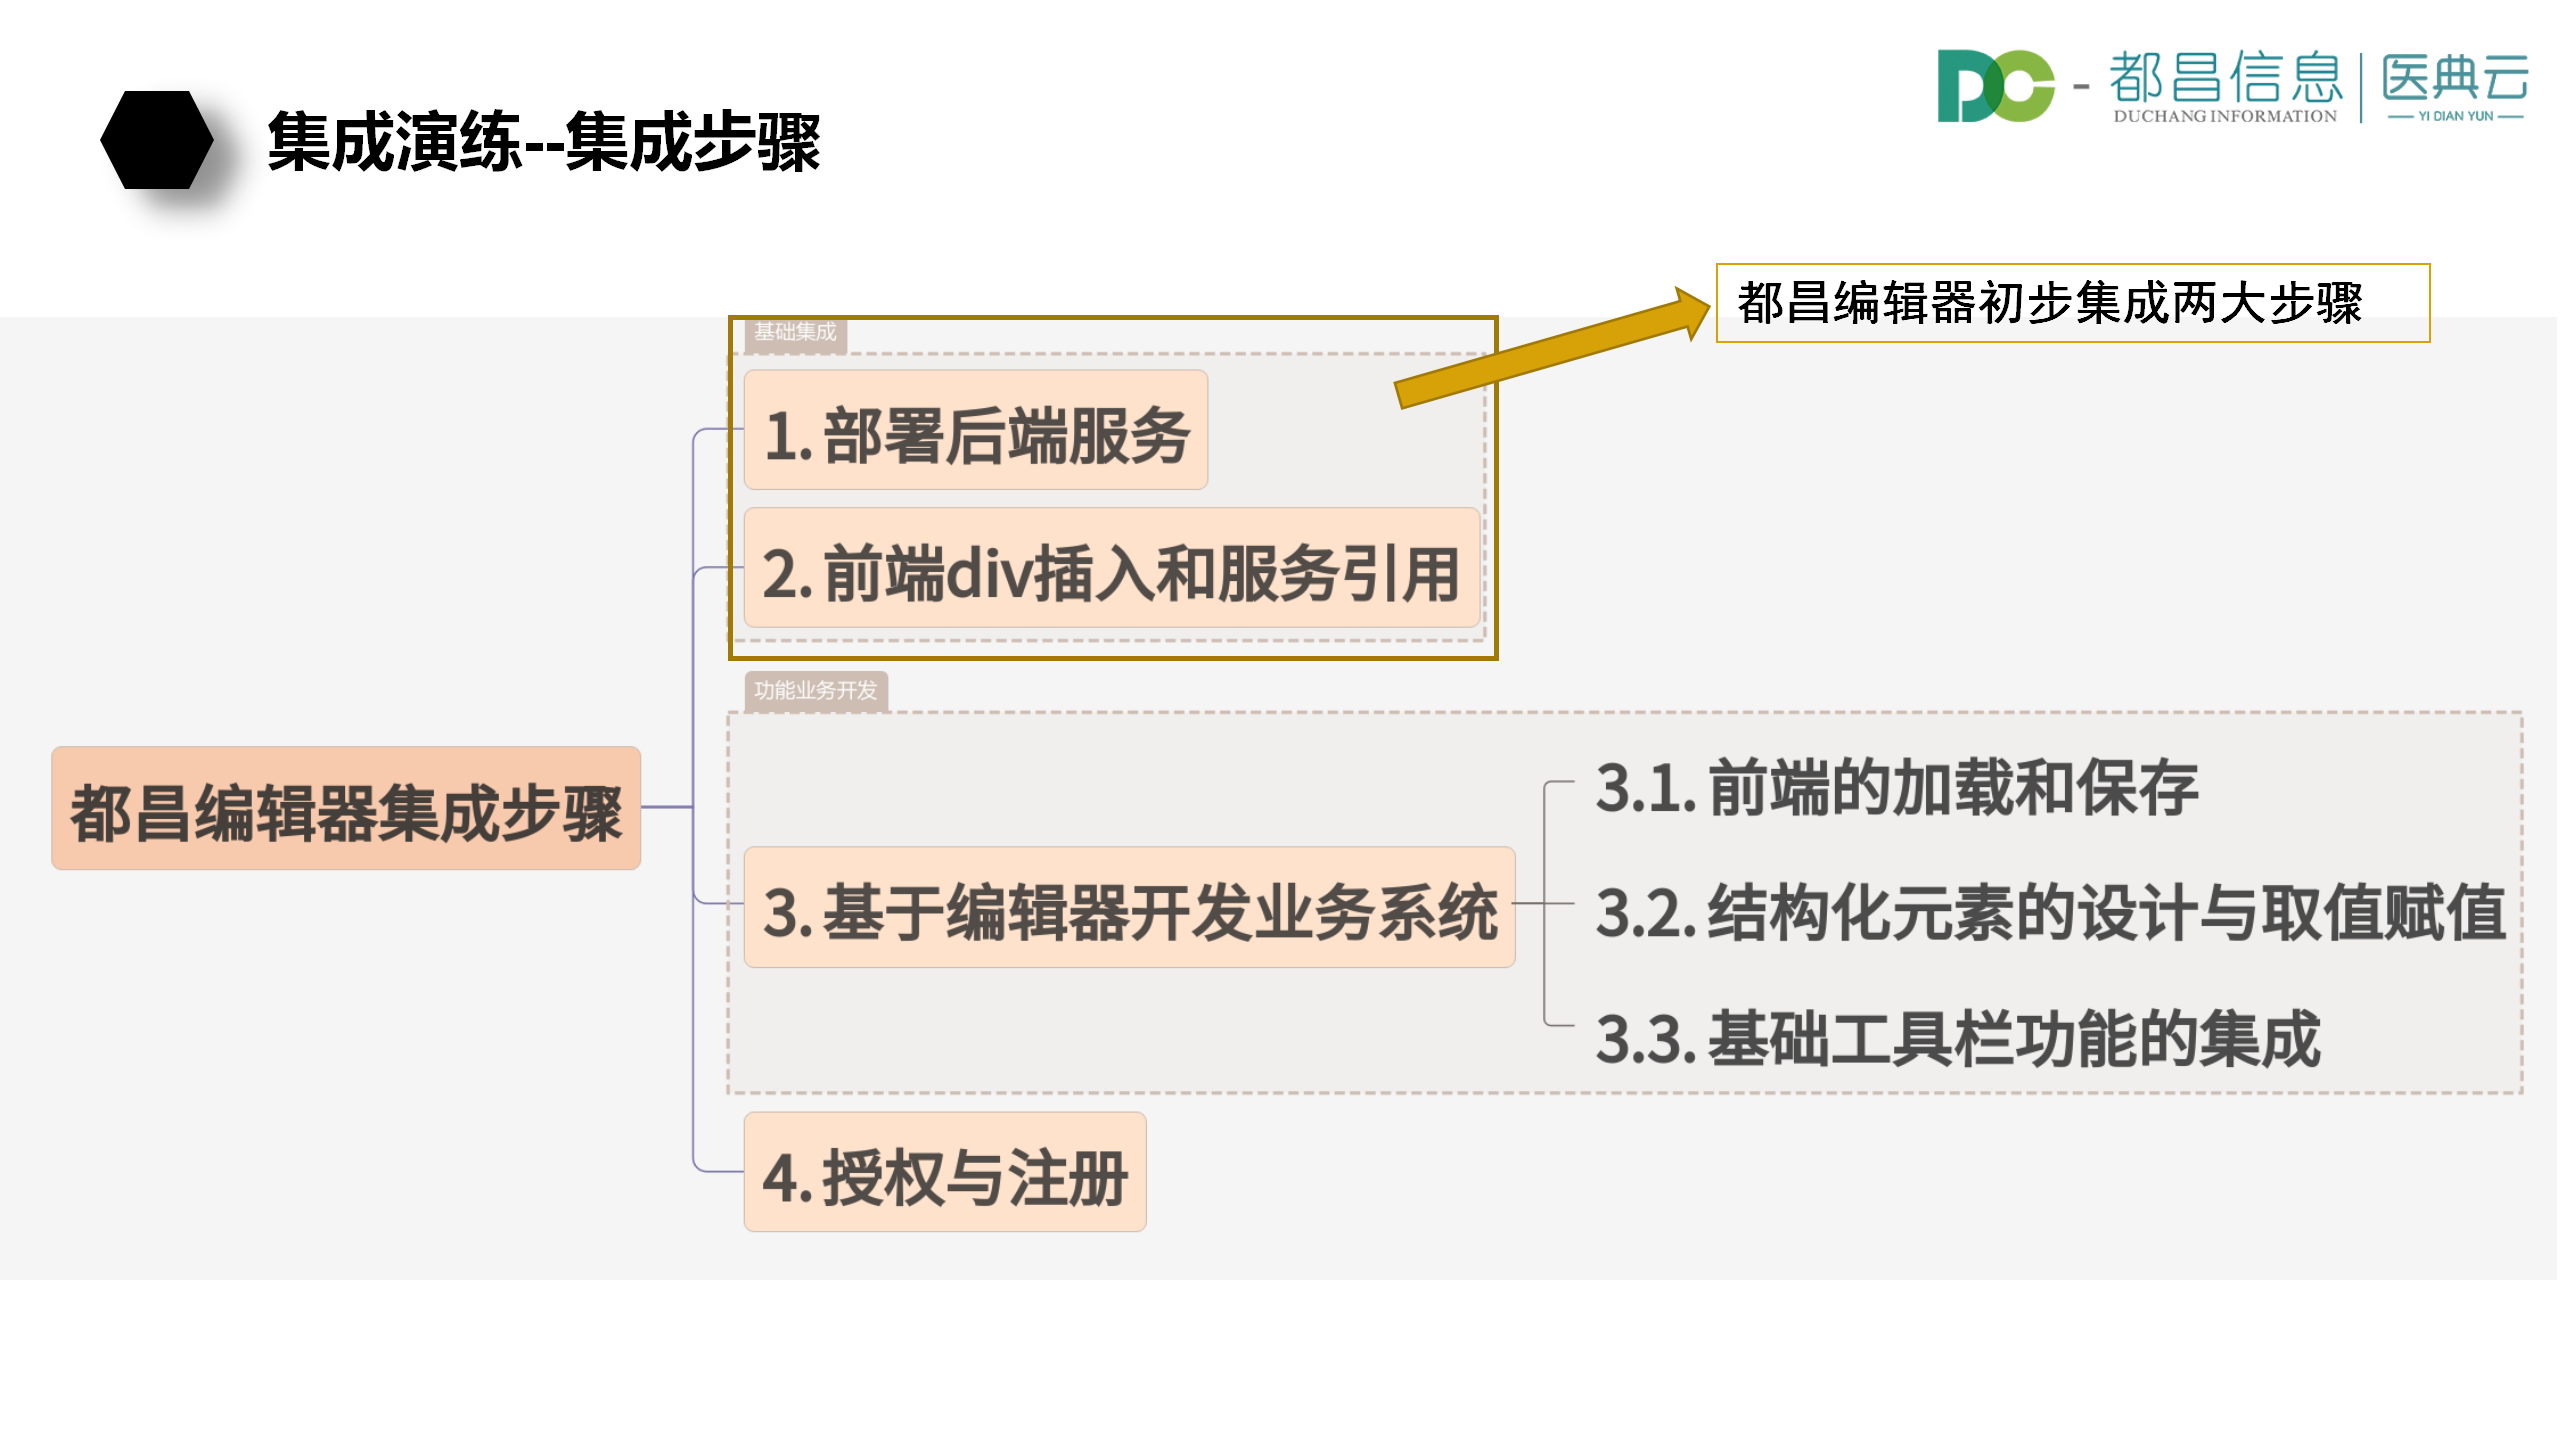 集成演练--集成步骤
DC - 都昌信息 | 医典云
DUCHANG INFORMATION
YI DIAN YUN
都昌编辑器初步集成两大步骤
基础集成
1. 部署后端服务
2. 前端div插入和服务引用
功能业务开发
都昌编辑器集成步骤
3. 基于编辑器开发业务系统
3.1. 前端的加载和保存
3.2. 结构化元素的设计与取值赋值
3.3. 基础工具栏功能的集成
4. 授权与注册